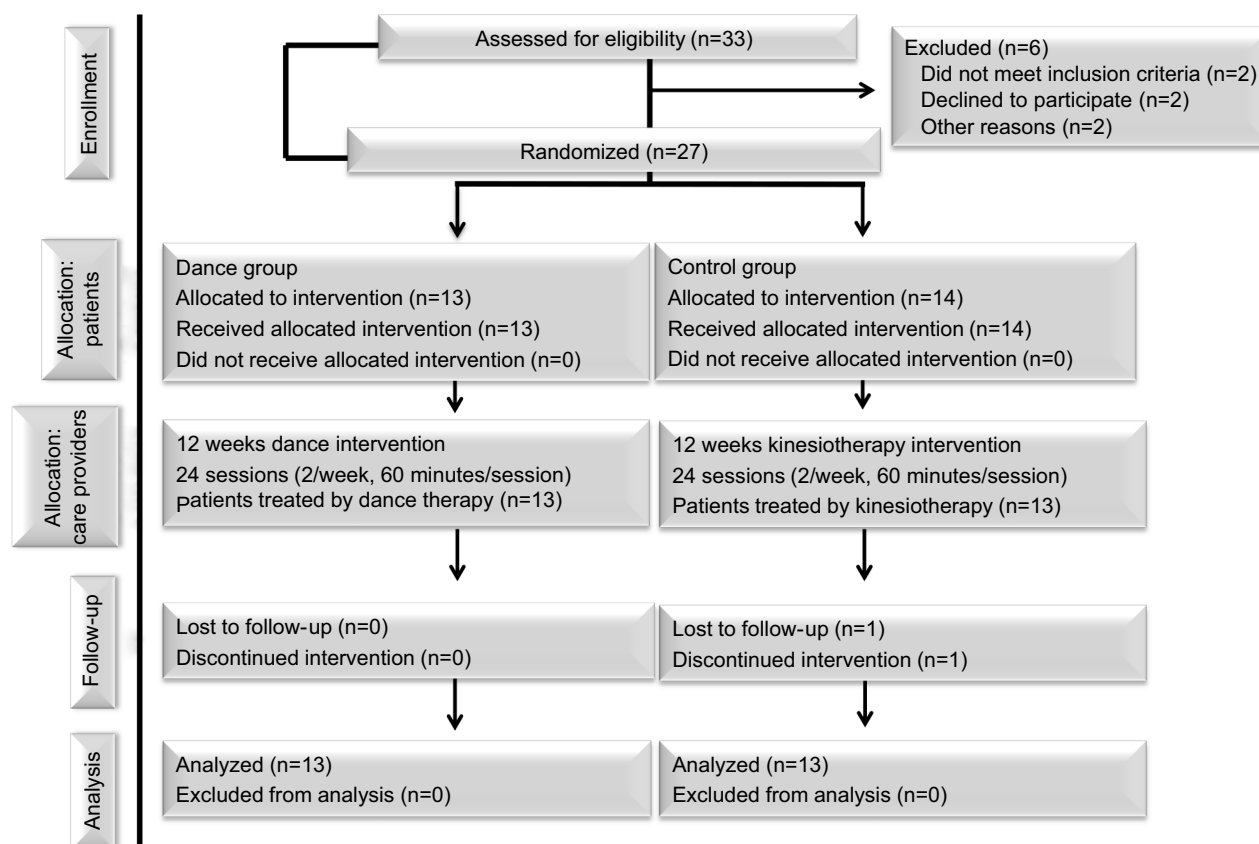 Enrollment
Assessed for eligibility (n=33)
Excluded (n=6)
Did not meet inclusion criteria (n=2)
Declined to participate (n=2)
Other reasons (n=2)
Randomized (n=27)
Allocation:
patients
Dance group
Allocated to intervention (n=13)
Received allocated intervention (n=13)
Did not receive allocated intervention (n=0)
Control group
Allocated to intervention (n=14)
Received allocated intervention (n=14)
Did not receive allocated intervention (n=0)
Allocation:
care providers
12 weeks dance intervention
24 sessions (2/week, 60 minutes/session)
Patients treated by dance therapy (n=13)
12 weeks kinesiotherapy intervention
24 sessions (2/week, 60 minutes/session)
Patients treated by kinesiotherapy (n=13)
Follow-up
Lost to follow-up (n=0)
Discontinued intervention (n=0)
Lost to follow-up (n=1)
Discontinued intervention (n=1)
Analysis
Analyzed (n=13)
Excluded from analysis (n=0)
Analyzed (n=13)
Excluded from analysis (n=0)